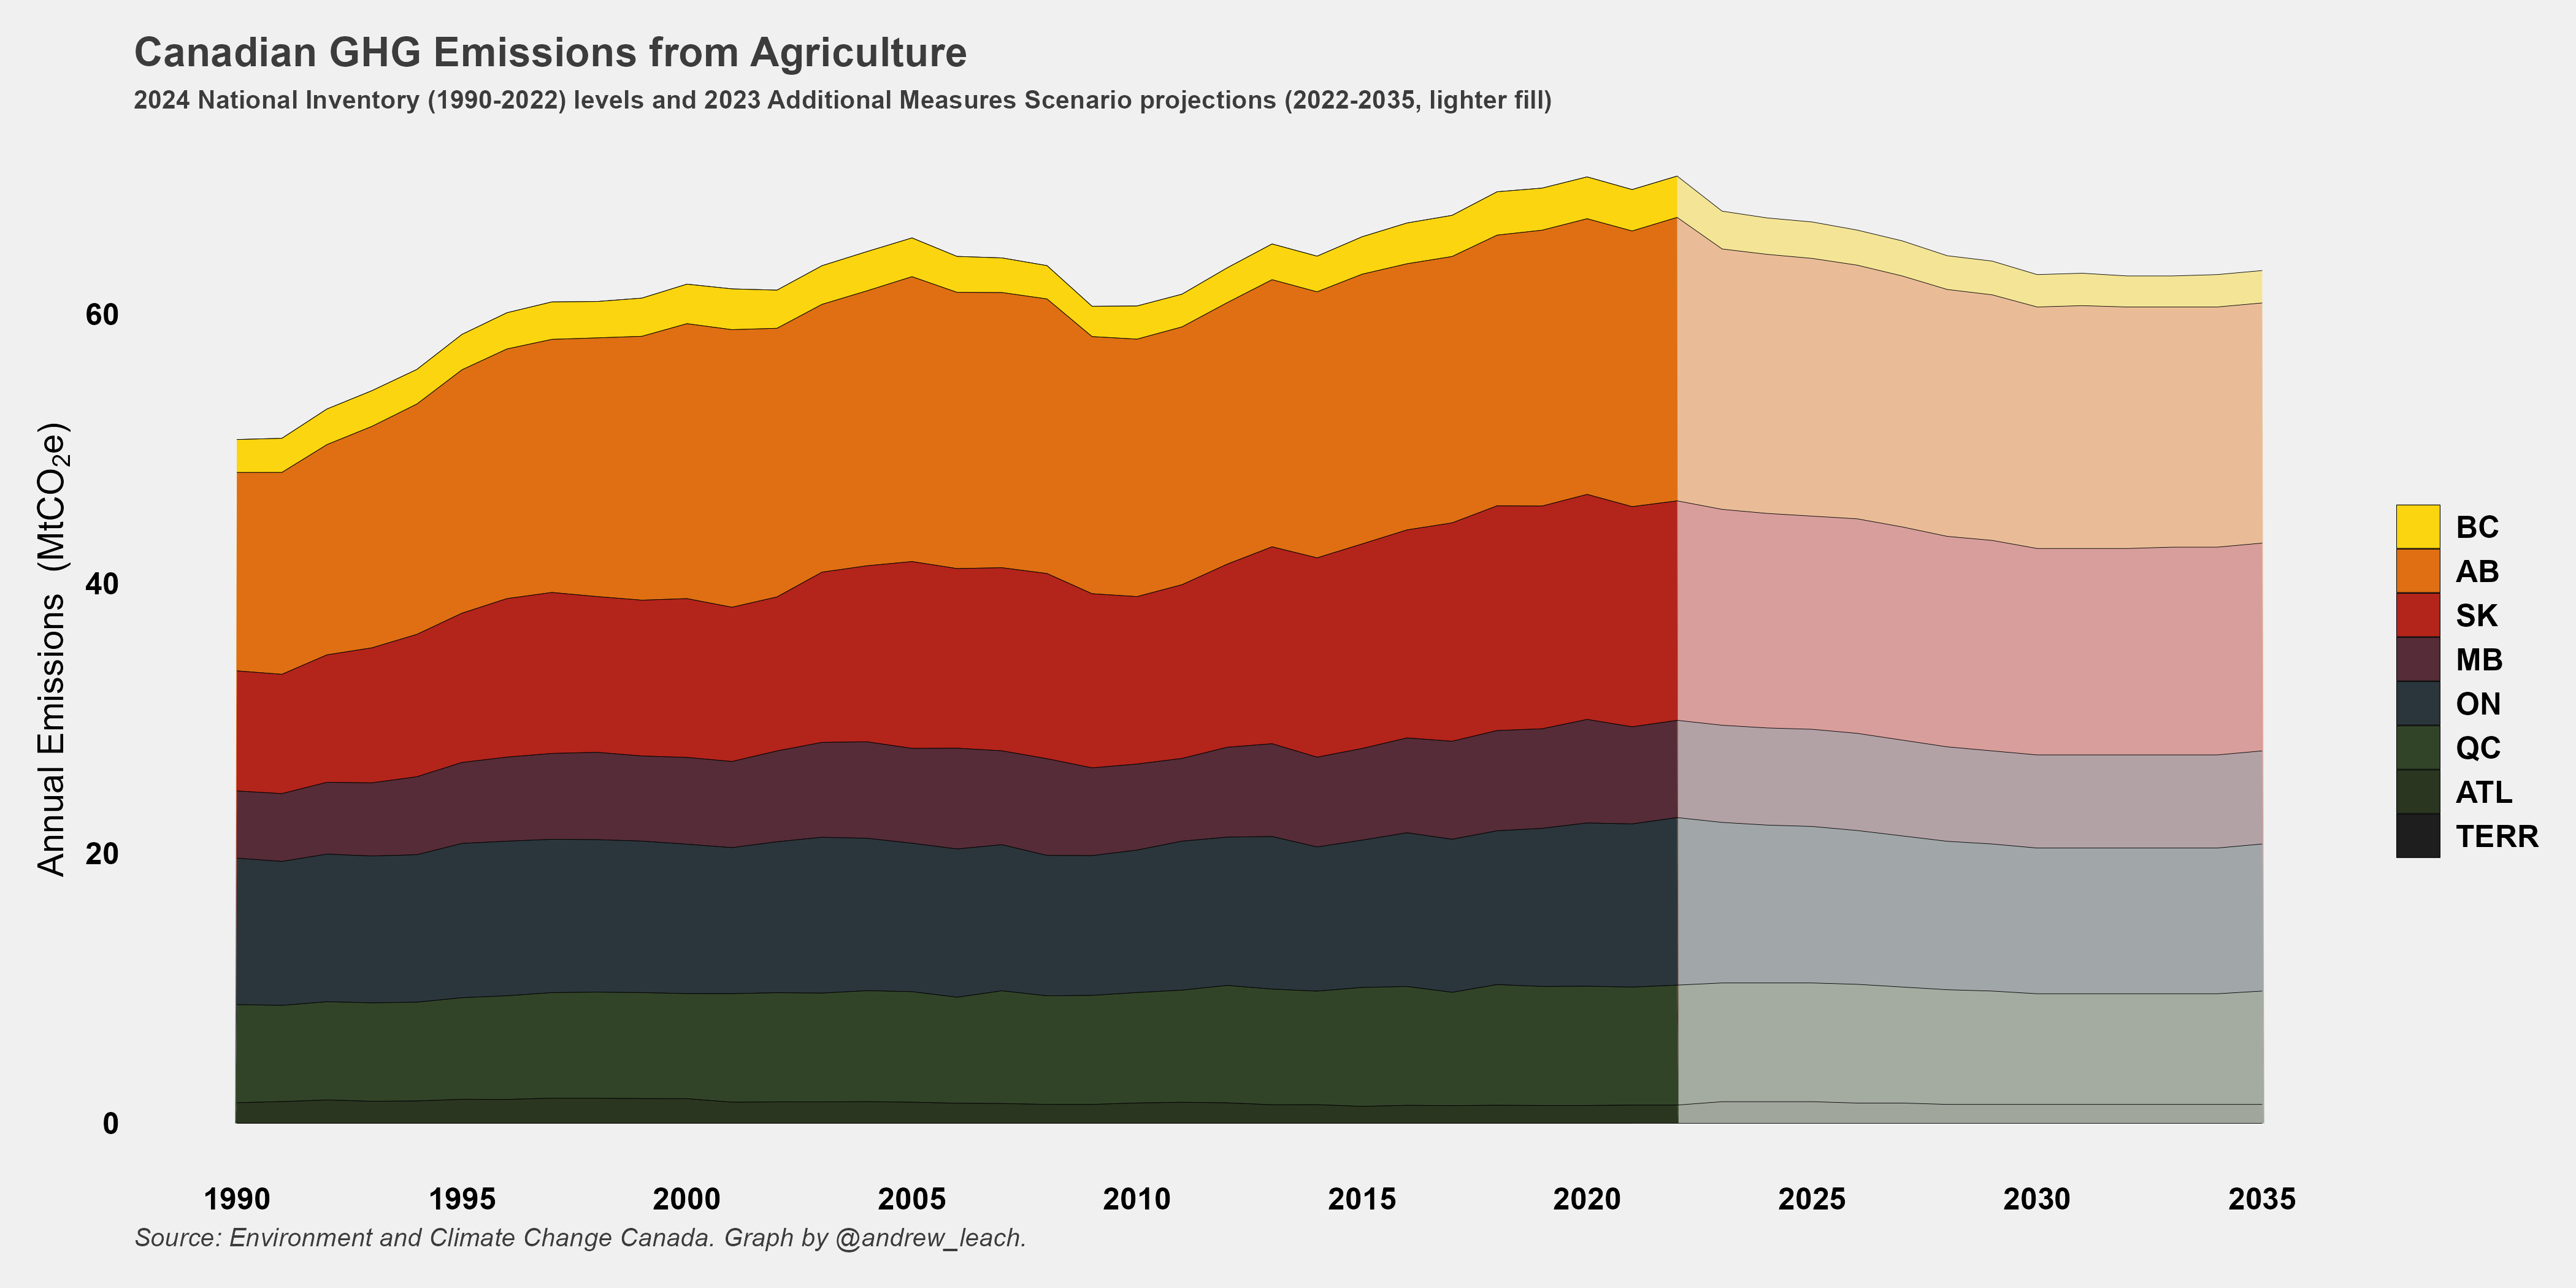 Canadian GHG Emissions from Agriculture
2024 National Inventory (1990-2022) levels and 2023 Additional Measures Scenario projections (2022-2035, lighter fill)
Annual Emissions (MtCO₂e)
60
40
20
0
BC
AB
SK
MB
ON
QC
ATL
TERR
1990 1995 2000 2005 2010 2015 2020 2025 2030 2035
Source: Environment and Climate Change Canada. Graph by @andrew_leach.